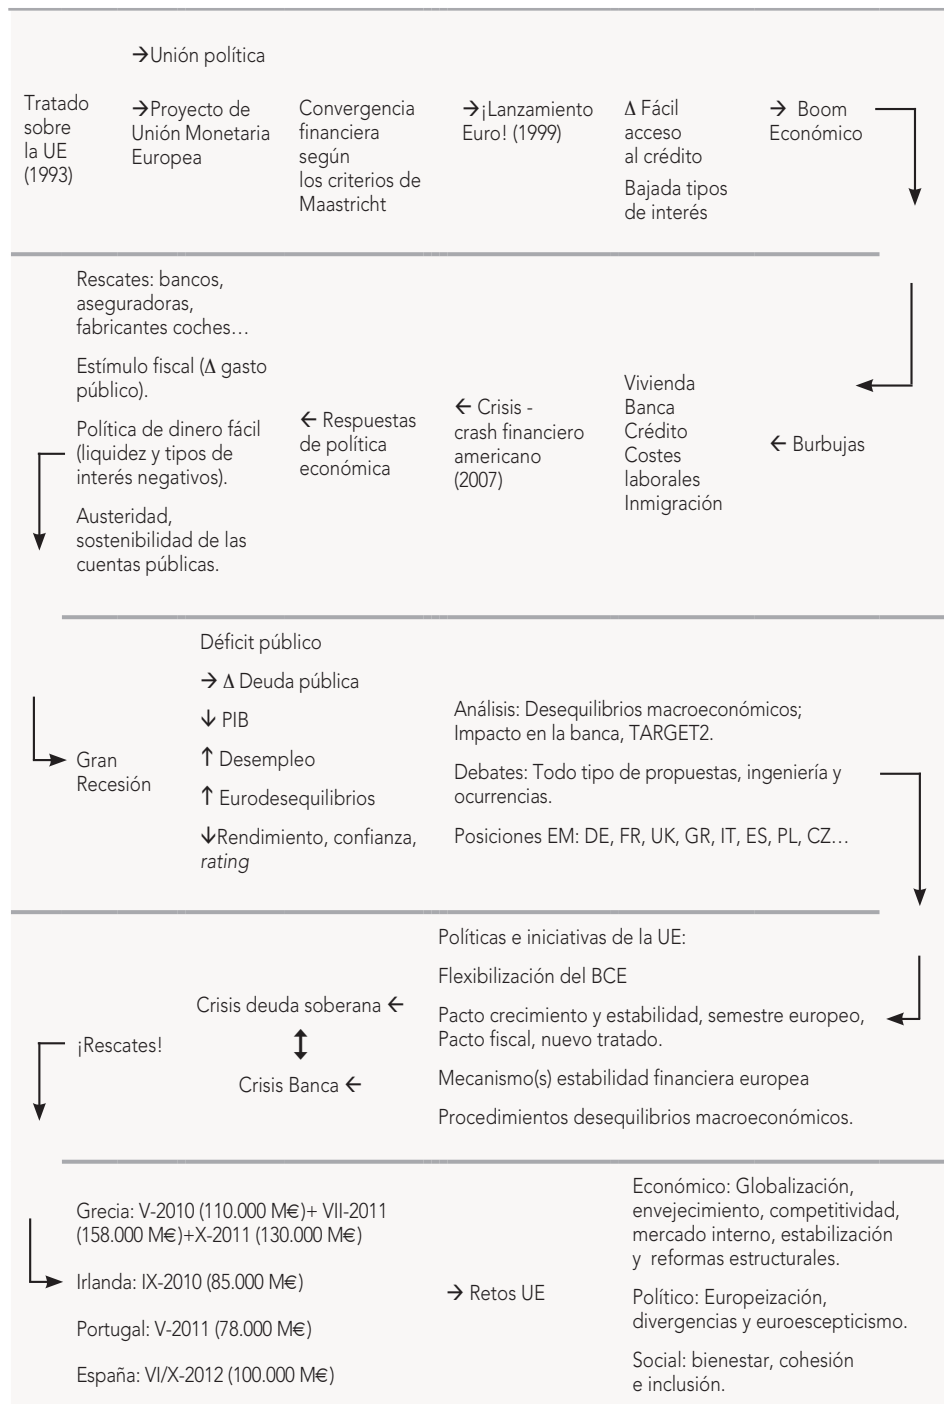 →Unión política
Tratado
sobre
la UE
(1993)
→Proyecto de
Unión Monetaria
Europea
Convergencia
financiera
según
los criterios de
Maastricht
→¡Lanzamiento
Euro! (1999)
Δ Fácil
acceso
al crédito
Bajada tipos
de interés
→ Boom
Económico
Rescates: bancos,
aseguradoras,
fabricantes coches…
Estímulo fiscal (Δ gasto
público).
Política de dinero fácil
(liquidez y tipos de
interés negativos).
Austeridad,
sostenibilidad de las
cuentas públicas.
← Respuestas
de política
económica
← Crisis -
crash financiero
americano
(2007)
Vivienda
Banca
Crédito
Costes
laborales
Inmigración
← Burbujas
Gran
Recesión
Déficit público
→ Δ Deuda pública
↓ PIB
↑ Desempleo
↑ Eurodesequilibrios
↓Rendimiento, confianza,
rating
Análisis: Desequilibrios macroeconómicos;
Impacto en la banca, TARGET2.
Debates: Todo tipo de propuestas, ingeniería y
ocurrencias.
Posiciones EM: DE, FR, UK, GR, IT, ES, PL, CZ…
¡Rescates!
Crisis deuda soberana ←
↕
Crisis Banca ←
Políticas e iniciativas de la UE:
Flexibilización del BCE
Pacto crecimiento y estabilidad, semestre europeo,
Pacto fiscal, nuevo tratado.
Mecanismo(s) estabilidad financiera europea
Procedimientos desequilibrios macroeconómicos.
Grecia: V-2010 (110.000 M€)+ VII-2011
(158.000 M€)+X-2011 (130.000 M€)
Irlanda: IX-2010 (85.000 M€)
Portugal: V-2011 (78.000 M€)
España: VI/X-2012 (100.000 M€)
→ Retos UE
Económico: Globalización,
envejecimiento, competitividad,
mercado interno, estabilización
y reformas estructurales.
Político: Europeización,
divergencias y euroescepticismo.
Social: bienestar, cohesión
e inclusión.